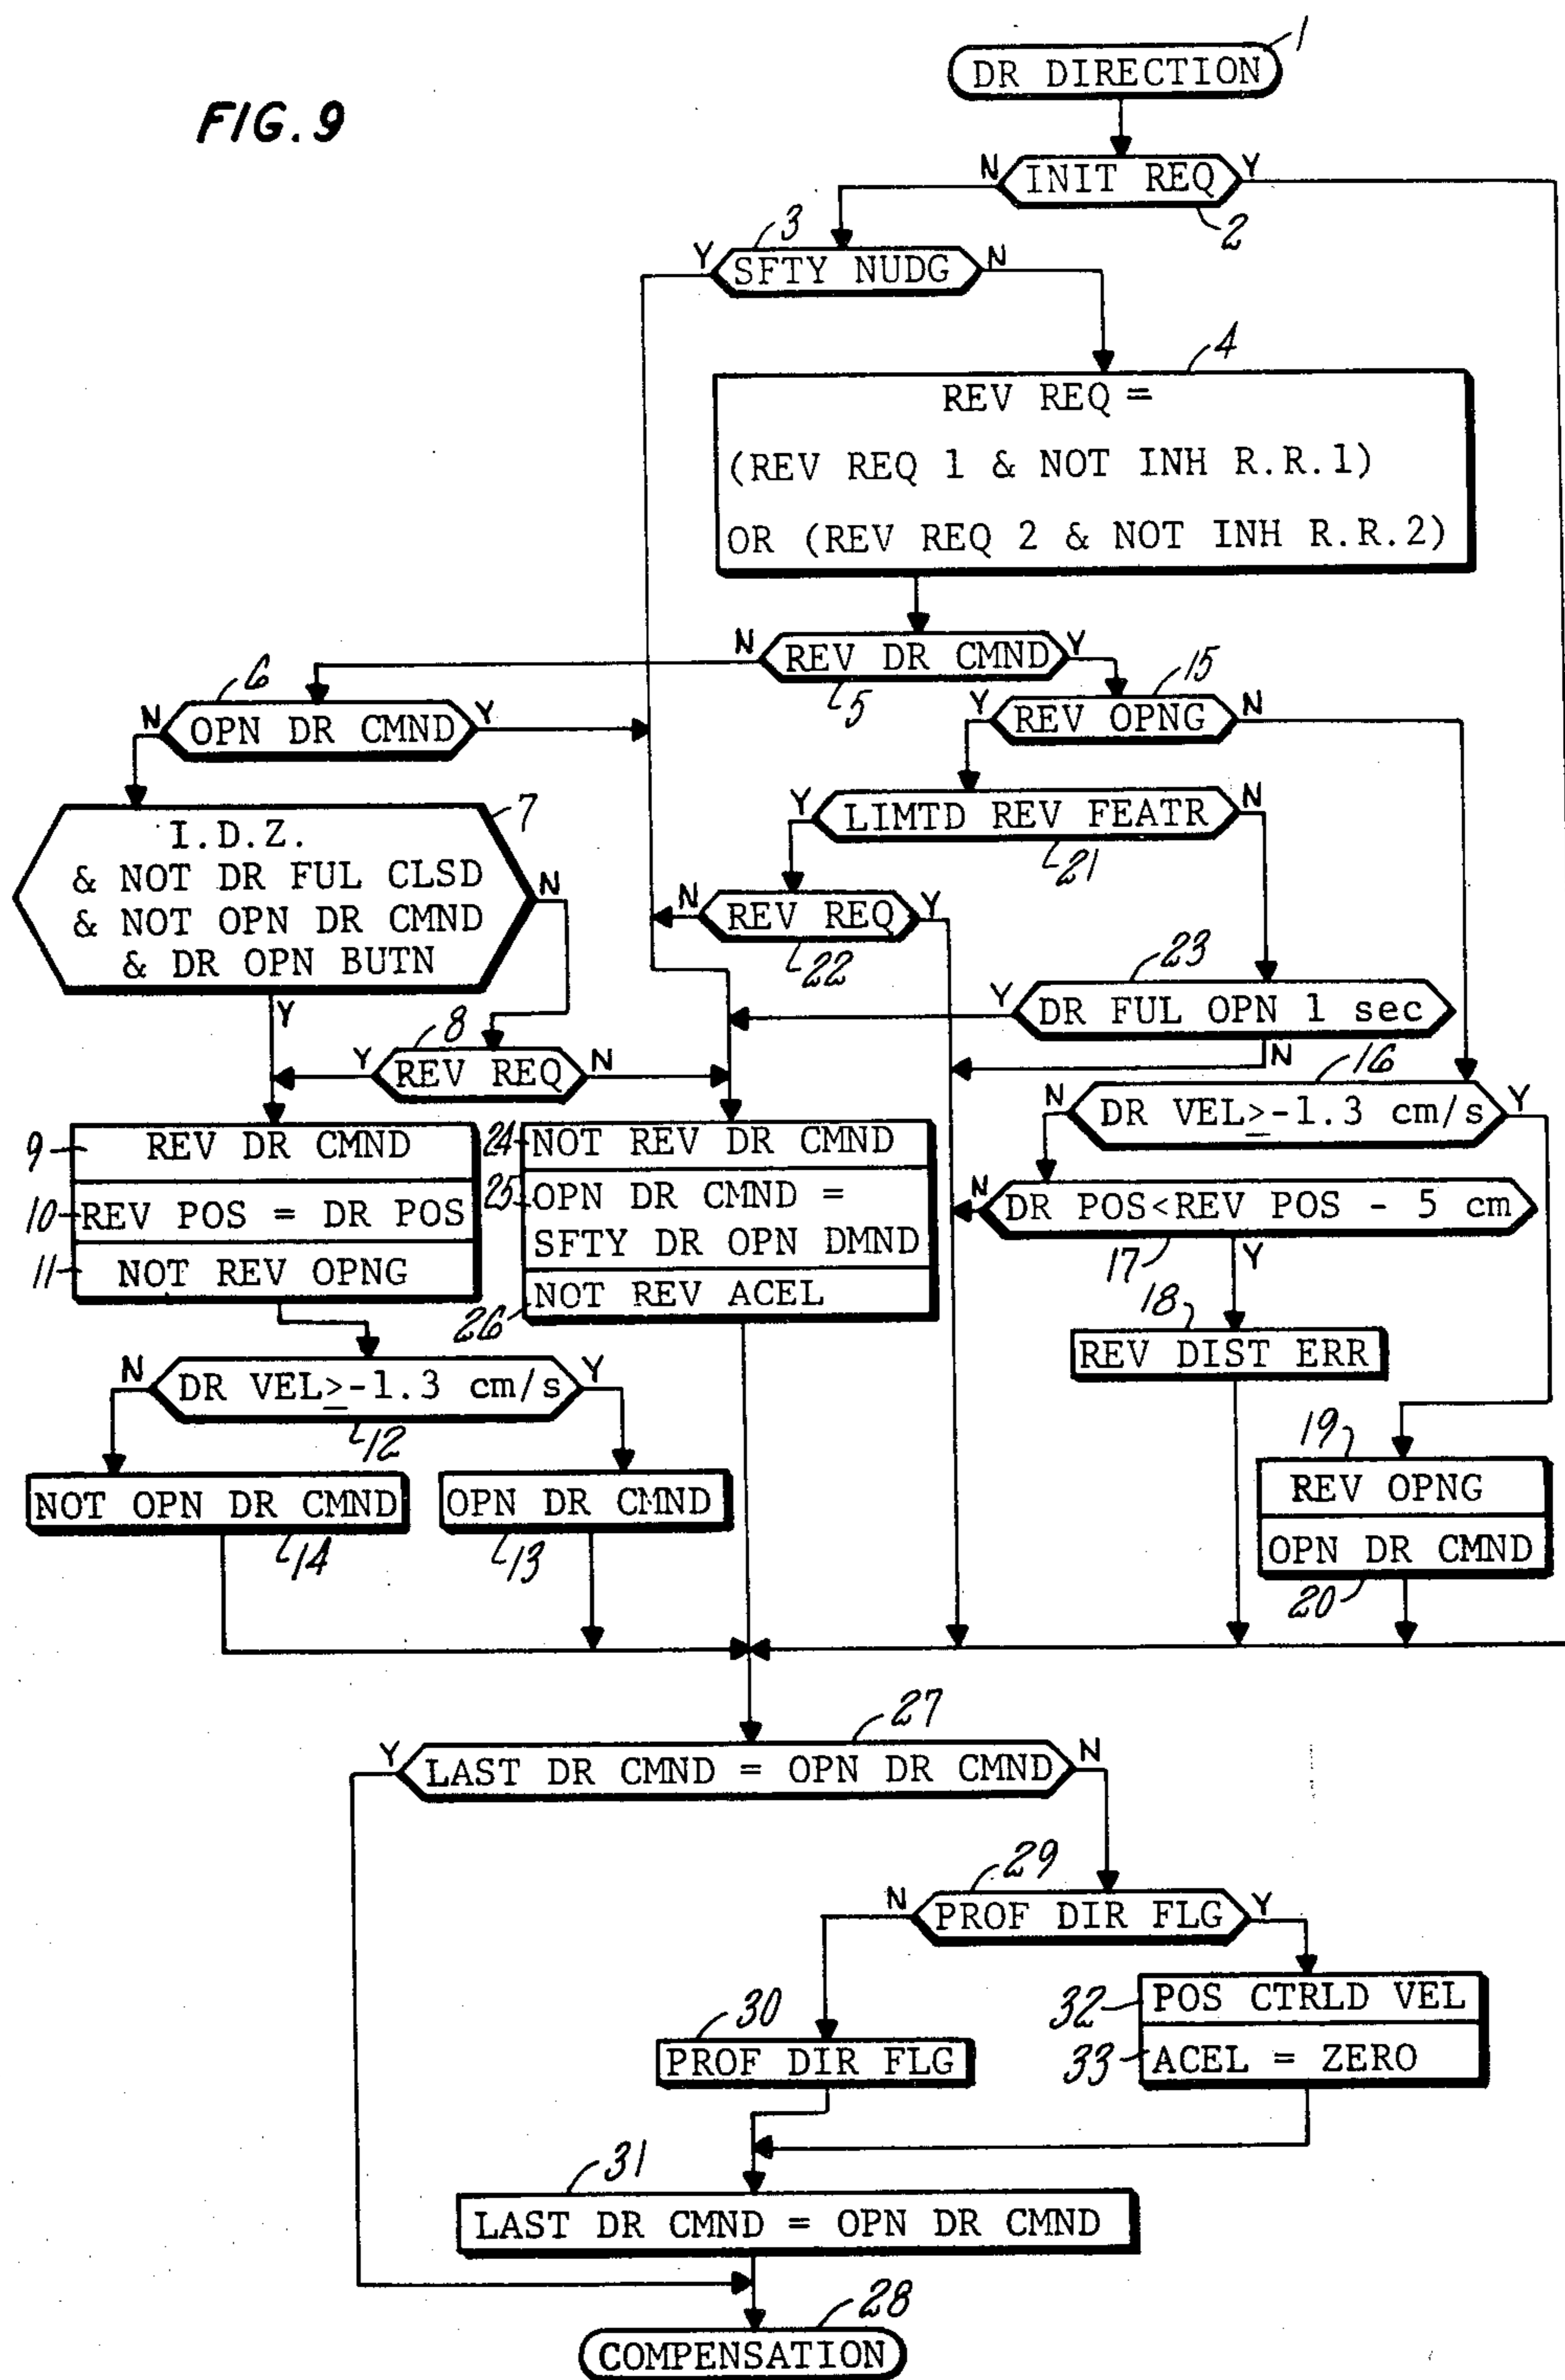 FIG. 9
1
DR DIRECTION
N INIT REQ Y
2
3
Y SFTY NUDG N
4
REV REQ =
(REV REQ 1 & NOT INH R.R.1)
OR (REV REQ 2 & NOT INH R.R.2)
N REV DR CMND Y
5
6
N OPN DR CMND Y
15
Y REV OPNG N
7
I.D.Z.
& NOT DR FUL CLSD
& NOT OPN DR CMND
& DR OPN BUTN
N
Y
Y LIMTD REV FEATR N
21
N REV REQ Y
22
23
Y DR FUL OPN 1 sec
N
8
Y REV REQ N
16
N DR VEL≥-1.3 cm/s Y
9 REV DR CMND
10 REV POS = DR POS
11 NOT REV OPNG
24 NOT REV DR CMND
25 OPN DR CMND =
SFTY DR OPN DMND
26 NOT REV ACEL
N DR POS<REV POS - 5 cm
17 Y
18
REV DIST ERR
N DR VEL≥-1.3 cm/s Y
12
NOT OPN DR CMND
14
OPN DR CMND
13
19
REV OPNG
OPN DR CMND
20
27
Y LAST DR CMND = OPN DR CMND N
29
N PROF DIR FLG Y
30
PROF DIR FLG
32 POS CTRLD VEL
33 ACEL = ZERO
31
LAST DR CMND = OPN DR CMND
28
COMPENSATION